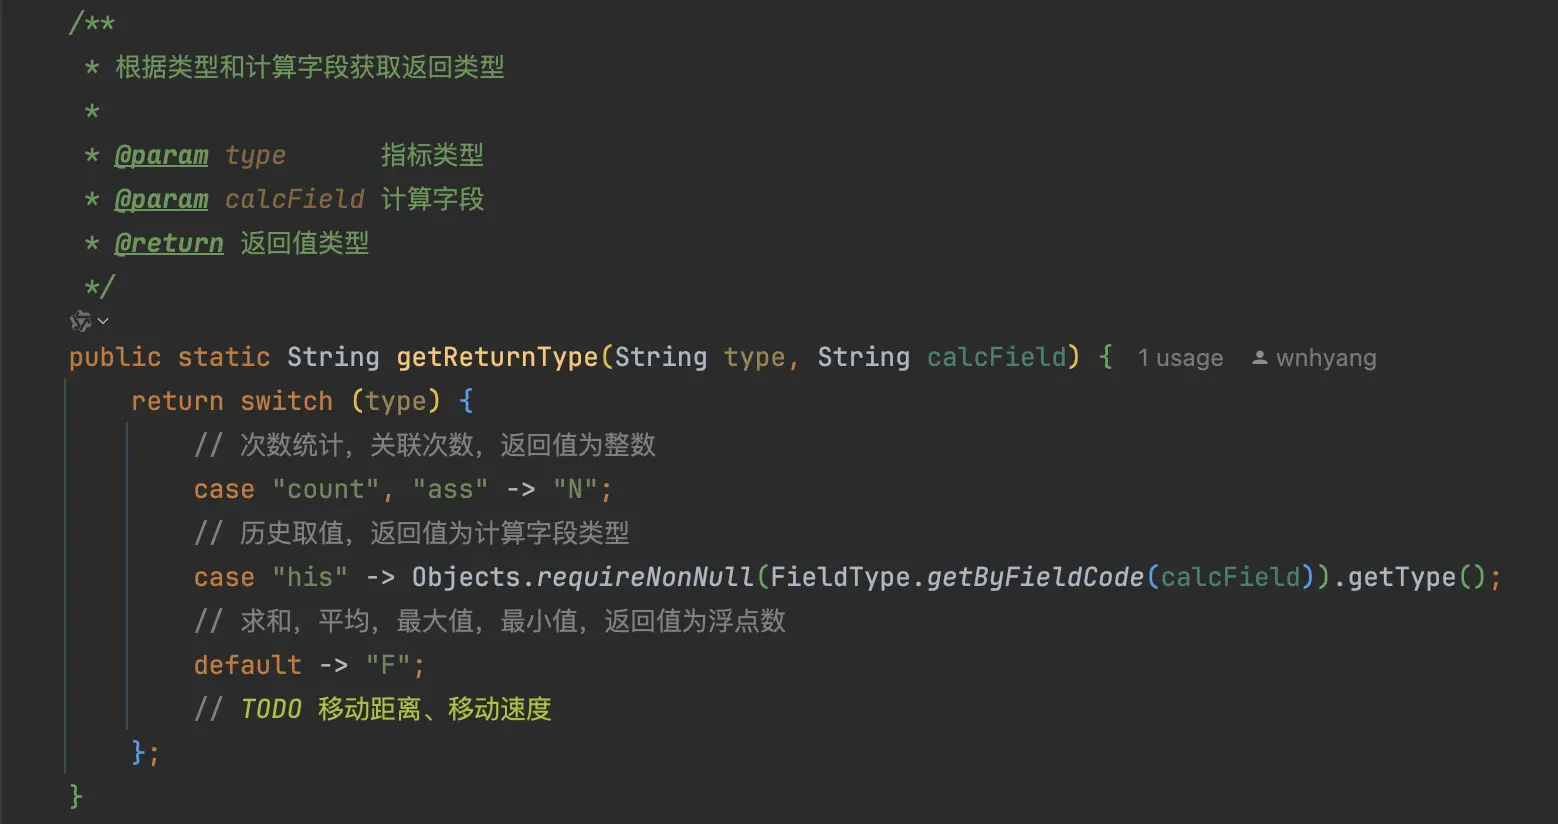 /**
 * 根据类型和计算字段获取返回类型
 *
 * @param type      指标类型
 * @param calcField 计算字段
 * @return 返回值类型
 */
public static String getReturnType(String type, String calcField) { 1 usage wnhyang
    return switch (type) {
        // 次数统计，关联次数，返回值为整数
        case "count", "ass" -> "N";
        // 历史取值，返回值为计算字段类型
        case "his" -> Objects.requireNonNull(FieldType.getByFieldCode(calcField)).getType();
        // 求和，平均，最大值，最小值，返回值为浮点数
        default -> "F";
        // TODO 移动距离、移动速度
    };
}